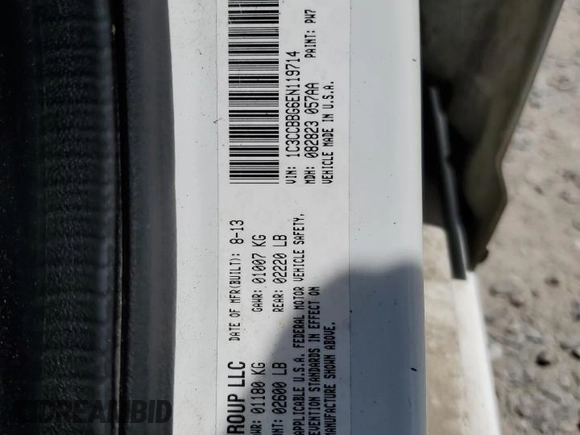 ROUP LLC
DATE OF MFR(BUILT): 8-13
01180 KG GAWR: 01007 KG
02600 LB REAR: 02220 LB
APPLICABLE U.S.A. FEDERAL MOTOR VEHICLE SAFETY,
STANDARDS IN EFFECT ON
MANUFACTURE SHOWN ABOVE.
VIN: 1C3CCBBG6EN119714
MDH: 082823 057AA PAINT: PW7
VEHICLE MADE IN U.S.A.